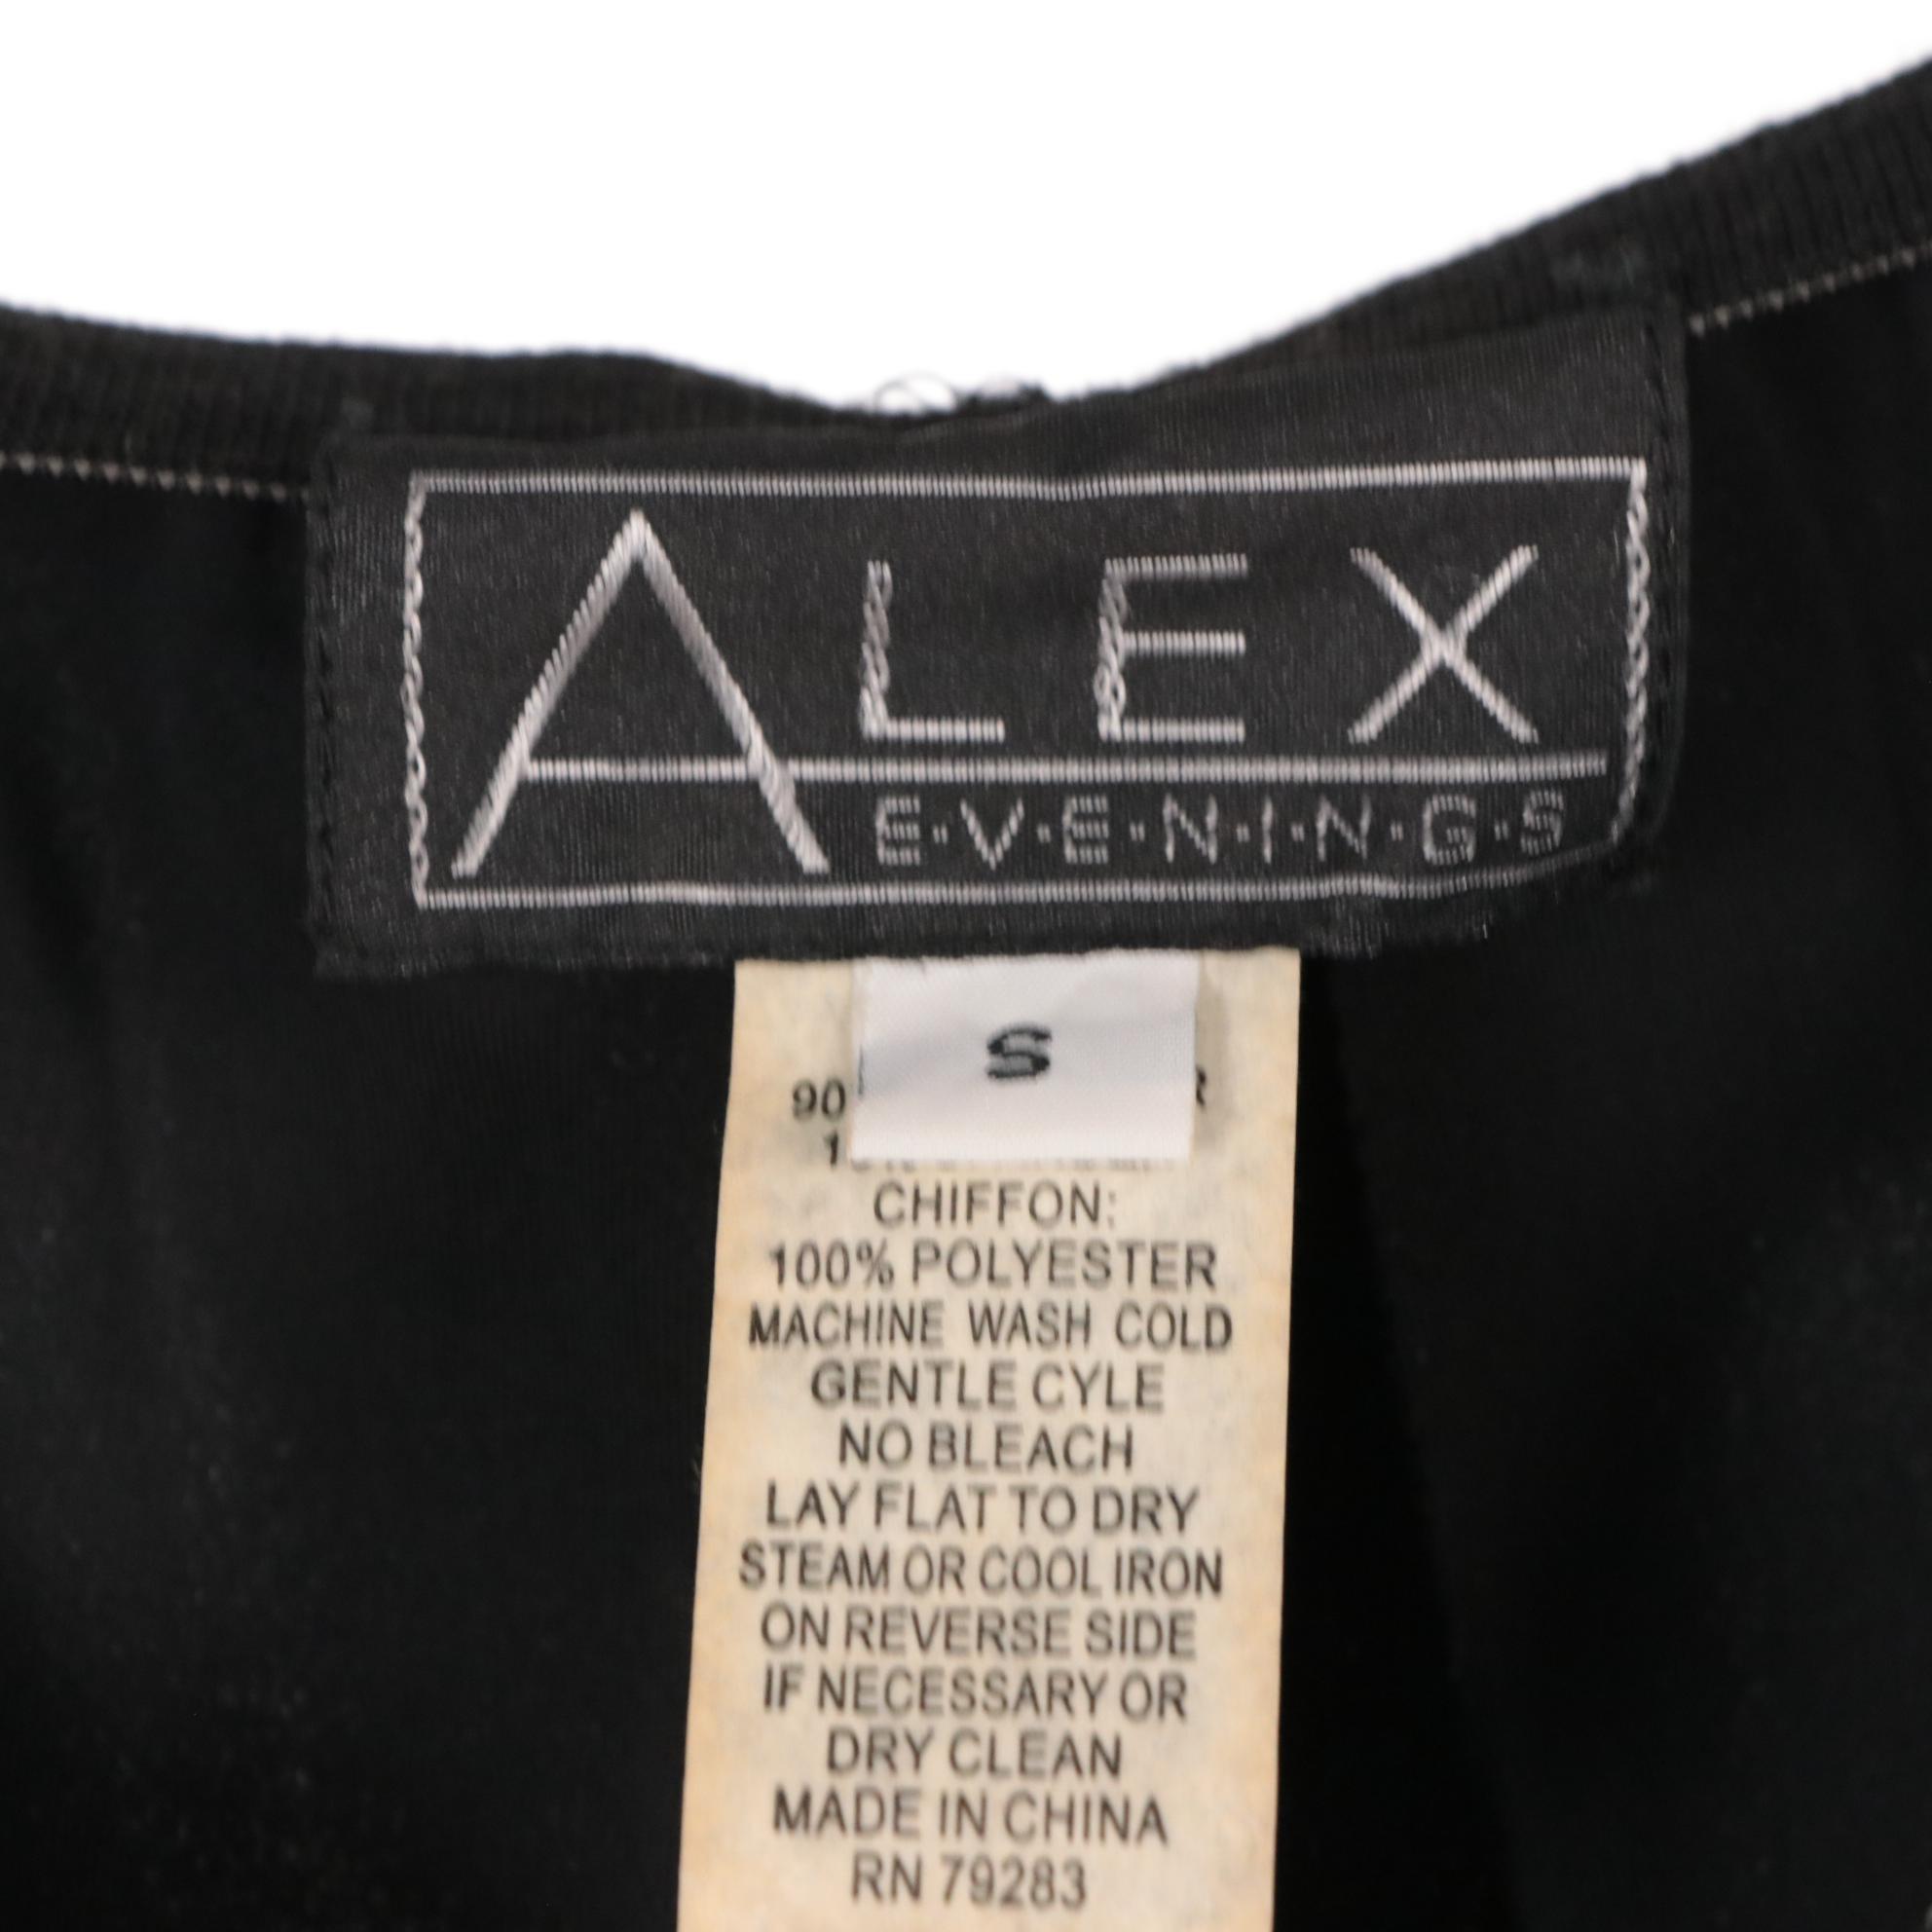 ALEX
E·V·E·N·I·N·G·S
S
90
CHIFFON:
100% POLYESTER
MACHINE WASH COLD
GENTLE CYLE
NO BLEACH
LAY FLAT TO DRY
STEAM OR COOL IRON
ON REVERSE SIDE
IF NECESSARY OR
DRY CLEAN
MADE IN CHINA
RN 79283